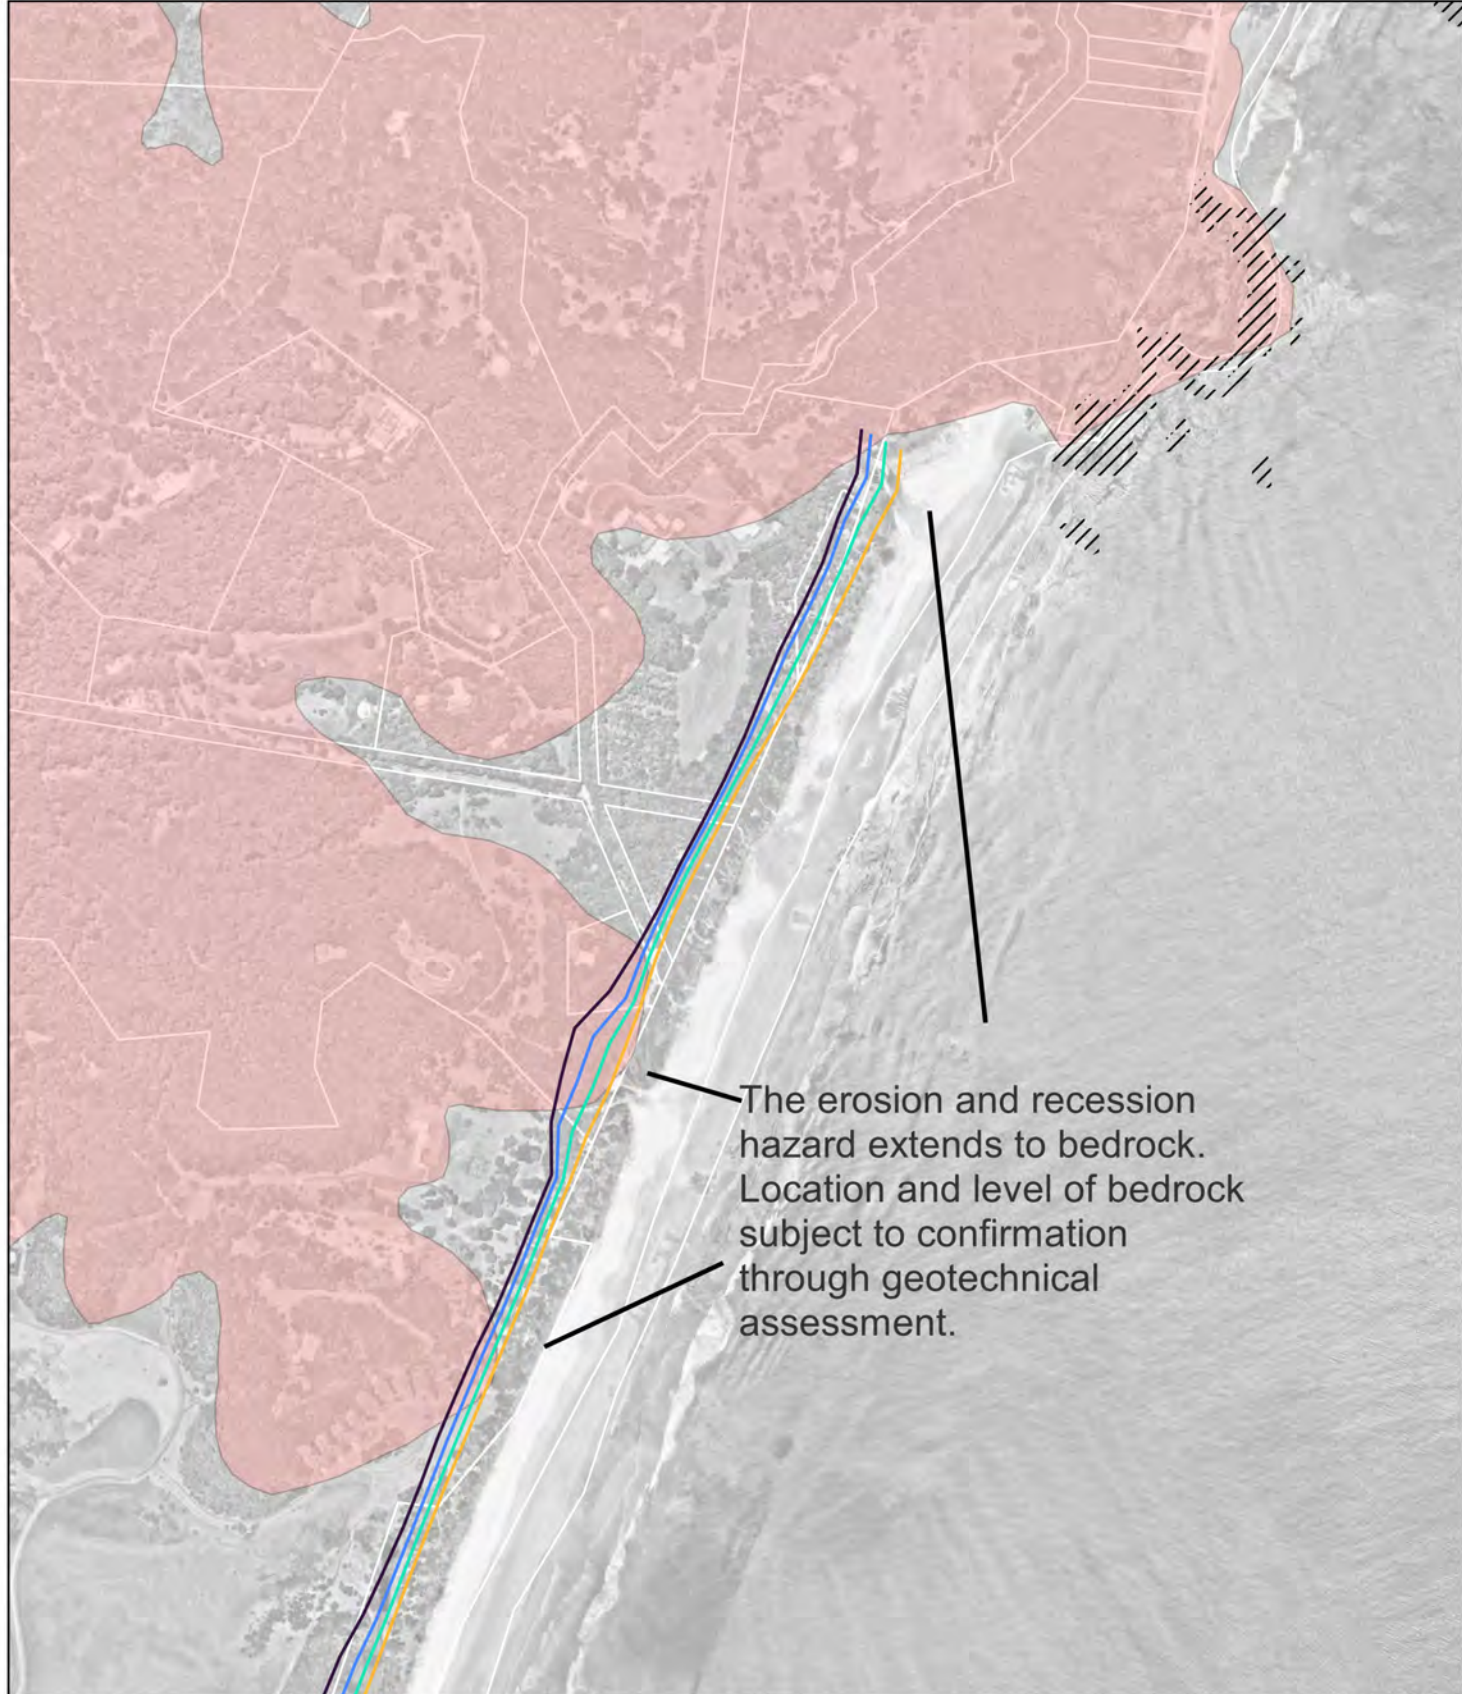 The erosion and recession
hazard extends to bedrock.
Location and level of bedrock
subject to confirmation
through geotechnical
assessment.